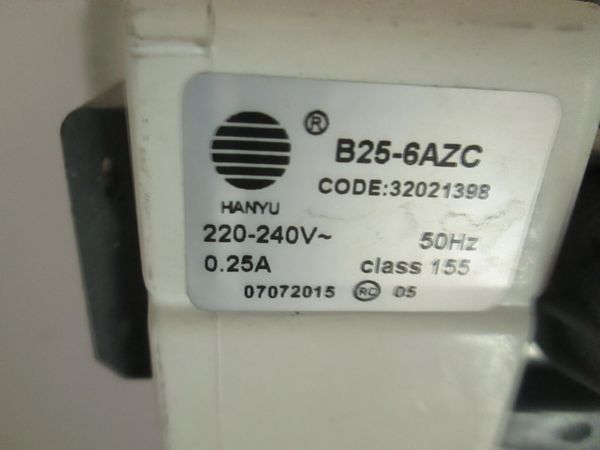 ® B25-6AZC
CODE:32021398
HANYU
220-240V~ 50Hz
0.25A class 155
07072015 RC 05